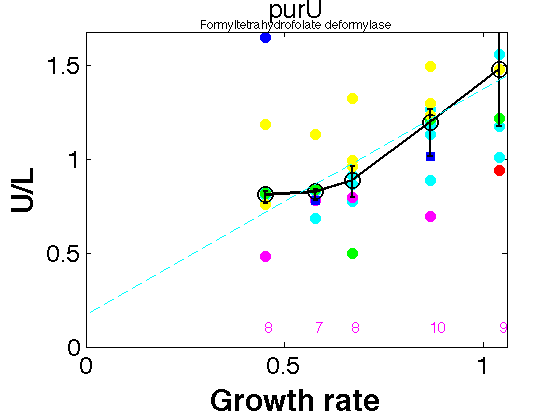 purU
Formyltetrahydrofolate deformylase
U/L
1.5
1
0.5
0
8 7 8 10 9
0 0.5 1
Growth rate